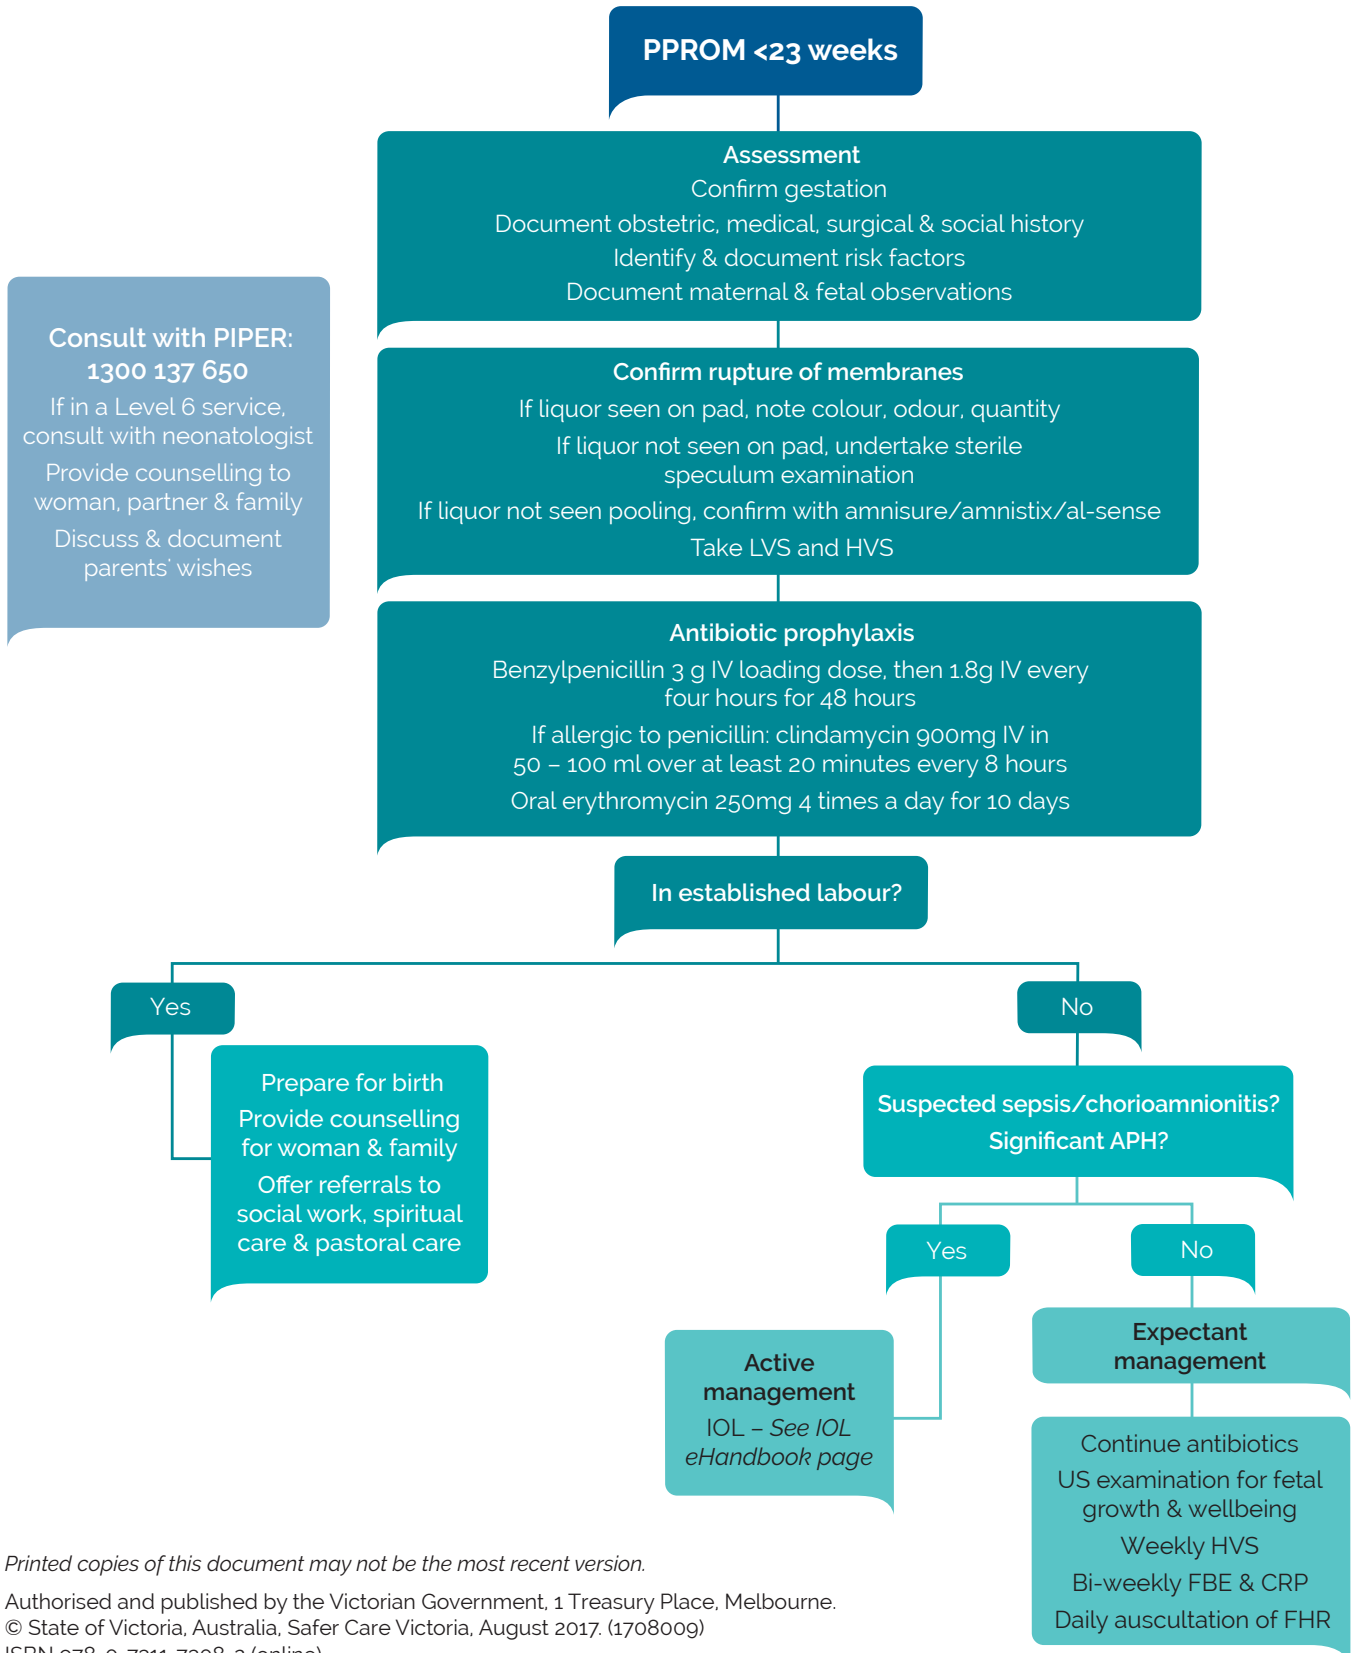 PPROM <23 weeks
Assessment
Confirm gestation
Document obstetric, medical, surgical & social history
Identify & document risk factors
Document maternal & fetal observations
Consult with PIPER:
1300 137 650
If in a Level 6 service,
consult with neonatologist
Provide counselling to
woman, partner & family
Discuss & document
parents' wishes
Confirm rupture of membranes
If liquor seen on pad, note colour, odour, quantity
If liquor not seen on pad, undertake sterile
speculum examination
If liquor not seen pooling, confirm with amnisure/amnistix/al-sense
Take LVS and HVS
Antibiotic prophylaxis
Benzylpenicillin 3 g IV loading dose, then 1.8g IV every
four hours for 48 hours
If allergic to penicillin: clindamycin 900mg IV in
50 – 100 ml over at least 20 minutes every 8 hours
Oral erythromycin 250mg 4 times a day for 10 days
In established labour?
Yes
No
Prepare for birth
Provide counselling
for woman & family
Offer referrals to
social work, spiritual
care & pastoral care
Suspected sepsis/chorioamnionitis?
Significant APH?
Yes
No
Active
management
IOL – See IOL
eHandbook page
Expectant
management
Continue antibiotics
US examination for fetal
growth & wellbeing
Weekly HVS
Bi-weekly FBE & CRP
Daily auscultation of FHR
Printed copies of this document may not be the most recent version.
Authorised and published by the Victorian Government, 1 Treasury Place, Melbourne.
© State of Victoria, Australia, Safer Care Victoria, August 2017. (1708009)